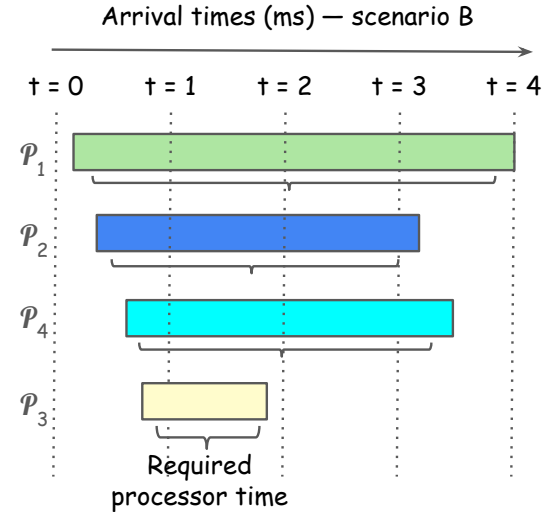 Arrival times (ms) — scenario B
t = 0 t = 1 t = 2 t = 3 t = 4
𝒫1
𝒫2
𝒫4
𝒫3
Required
processor time